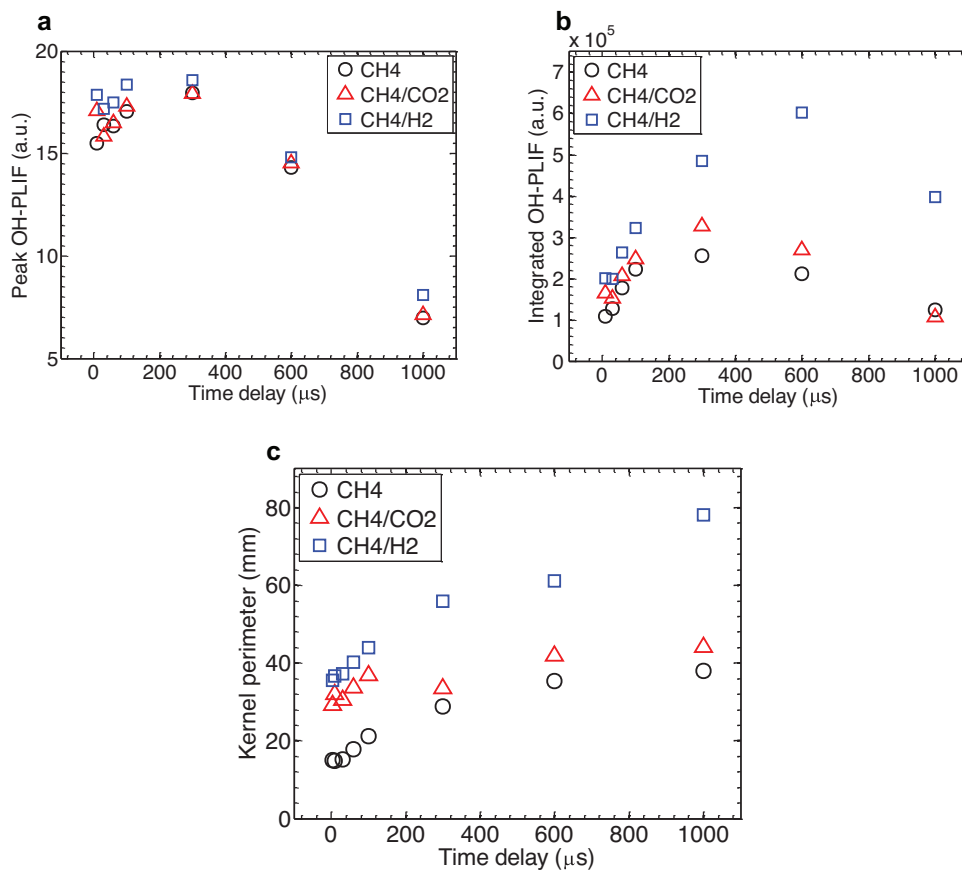 a
20
15
10
5
Peak OH-PLIF (a.u.)
CH4
CH4/CO2
CH4/H2
0 200 400 600 800 1000
Time delay (μs)
b
x 10^5
7
6
5
4
3
2
1
0
Integrated OH-PLIF (a.u.)
CH4
CH4/CO2
CH4/H2
0 200 400 600 800 1000
Time delay (μs)
c
80
60
40
20
0
Kernel perimeter (mm)
CH4
CH4/CO2
CH4/H2
0 200 400 600 800 1000
Time delay (μs)